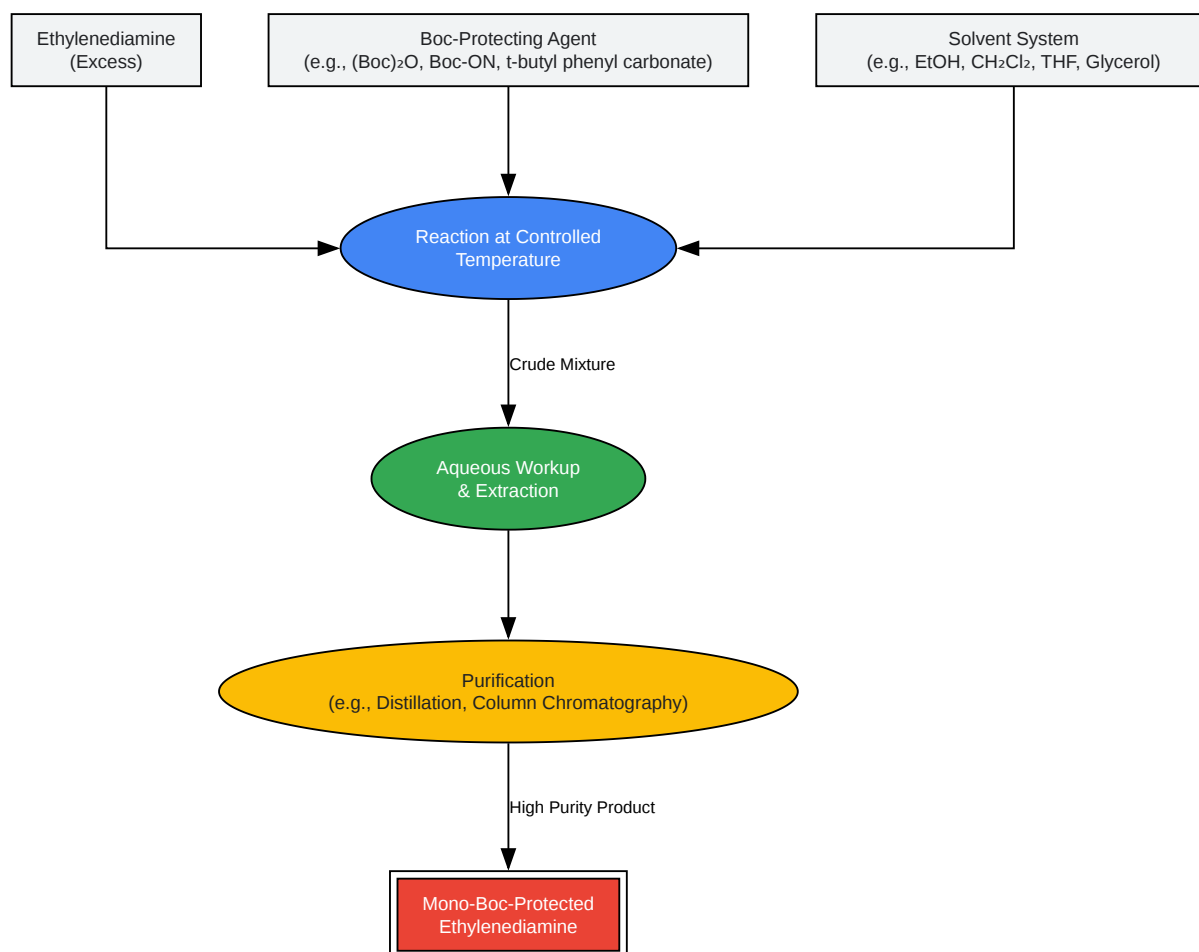 Ethylenediamine
(Excess)
Boc-Protecting Agent
(e.g., (Boc)₂O, Boc-ON, t-butyl phenyl carbonate)
Solvent System
(e.g., EtOH, CH₂Cl₂, THF, Glycerol)
Reaction at Controlled
Temperature
Crude Mixture
Aqueous Workup
& Extraction
Purification
(e.g., Distillation, Column Chromatography)
High Purity Product
Mono-Boc-Protected
Ethylenediamine